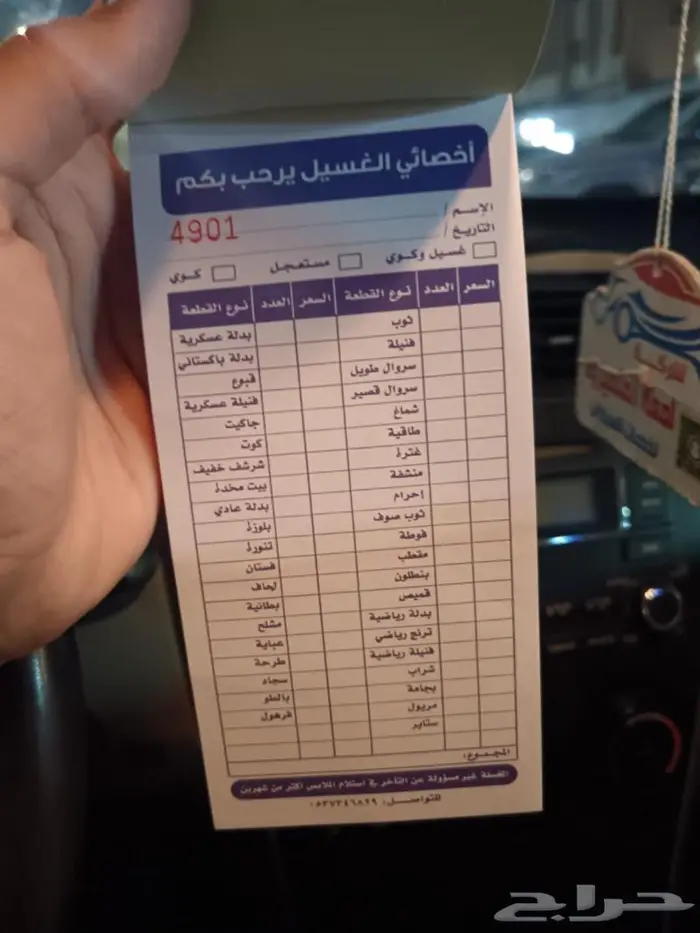 أخصائي الغسيل يرحب بكم
الإسم /
4901
التاريخ /
غسيل وكوي مستعجل كوي
نوع القطعة العدد السعر نوع القطعة العدد السعر
ثوب بدلة عسكرية
فنيلة بدلة باكستاني
سروال طويل قبوع
سروال قصير فنيلة عسكرية
شماغ جاكيت
طاقية كوت
غترة شرشف خفيف
منشفة بيت مخدة
إحرام بدلة عادي
ثوب صوف بلوزة
فوطة تنورة
مقطب فستان
بنطلون لحاف
قميص بطانية
بدلة رياضية مشلح
ترنج رياضي عباية
فنيلة رياضية طرحة
شراب سجاد
بجامة بالطو
مريول فرهول
ستاير
المجموع:
المغسلة غير مسؤولة عن التأخر في استلام الملابس أكثر من شهرين
للتواصل:
حراج